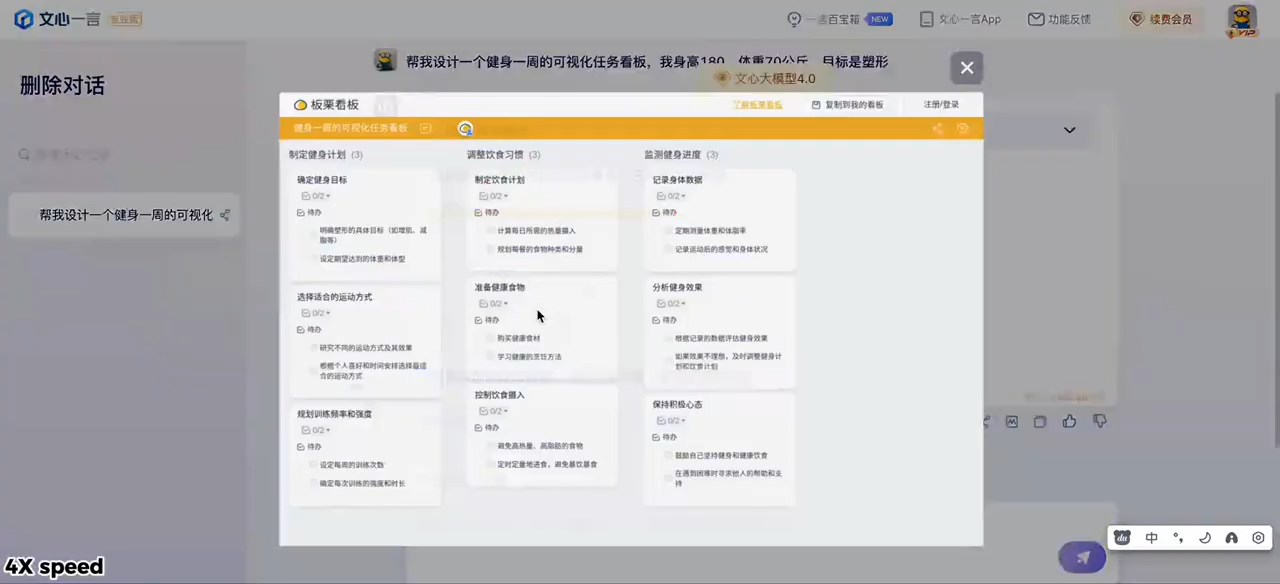 文心一言 专业版
一言百宝箱 NEW
文心一言App
功能反馈
续费会员
VIP
删除对话
帮我设计一个健身一周的可视化任务看板，我身高180，体重70公斤，目标是塑形
文心大模型4.0
帮我设计一个健身一周的可视化
板栗看板
了解板栗看板
复制到我的看板
注册/登录
健身一周的可视化任务看板
制定健身计划 (3)
确定健身目标
0/2
待办
明确塑形的具体目标（如增肌、减
脂等）
设定期望达到的体重和体型
选择适合的运动方式
0/2
待办
研究不同的运动方式及其效果
根据个人喜好和时间安排选择最适
合的运动方式
规划训练频率和强度
0/2
待办
设定每周的训练次数
确定每次训练的强度和时长
调整饮食习惯 (3)
制定饮食计划
0/2
待办
计算每日所需的热量摄入
规划每餐的食物种类和分量
准备健康食物
0/2
待办
购买健康食材
学习健康的烹饪方法
控制饮食摄入
0/2
待办
避免高热量、高脂肪的食物
定时定量地进食，避免暴饮暴食
监测健身进度 (3)
记录身体数据
0/2
待办
定期测量体重和体脂率
记录运动后的感觉和身体状况
分析健身效果
0/2
待办
根据记录的数据评估健身效果
如果效果不理想，及时调整健身计
划和饮食计划
保持积极心态
0/2
待办
鼓励自己坚持健身和健康饮食
在遇到困难时寻求他人的帮助和支
持
du 中
4X speed